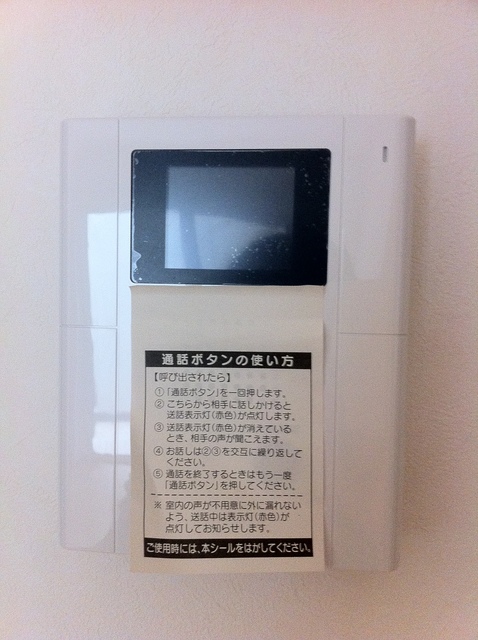 通話ボタンの使い方
【呼び出されたら】
①「通話ボタン」を一回押します。
②こちらから相手に話しかけると
送話表示灯(赤色)が点灯します。
③送話表示灯(赤色)が消えている
とき、相手の声が聞こえます。
④お話しは②③を交互に繰り返して
ください。
⑤通話を終了するときはもう一度
「通話ボタン」を押してください。
※室内の声が不用意に外に漏れない
よう、送話中は表示灯(赤色)が
点灯してお知らせします。
ご使用時には、本シールをはがしてください。